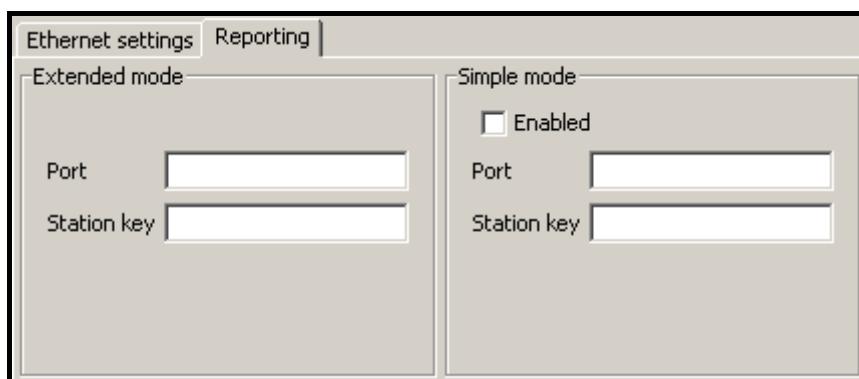 Ethernet settings
Reporting
Extended mode
Port
Station key
Simple mode
Enabled
Port
Station key